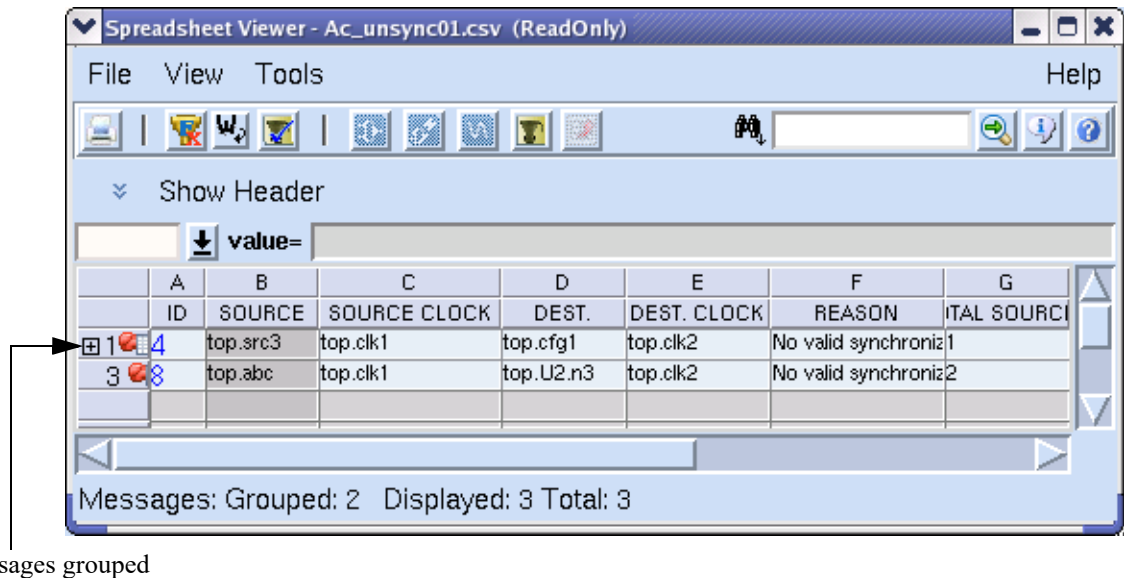 Spreadsheet Viewer - Ac_unsync01.csv (ReadOnly)
File View Tools Help
Show Header
value=
A B C D E F G
ID SOURCE SOURCE CLOCK DEST. DEST. CLOCK REASON ITAL SOURCI
1 4 top.src3 top.clk1 top.cfg1 top.clk2 No valid synchroniz 1
3 8 top.abc top.clk1 top.U2.n3 top.clk2 No valid synchroniz 2
Messages: Grouped: 2 Displayed: 3 Total: 3
sages grouped